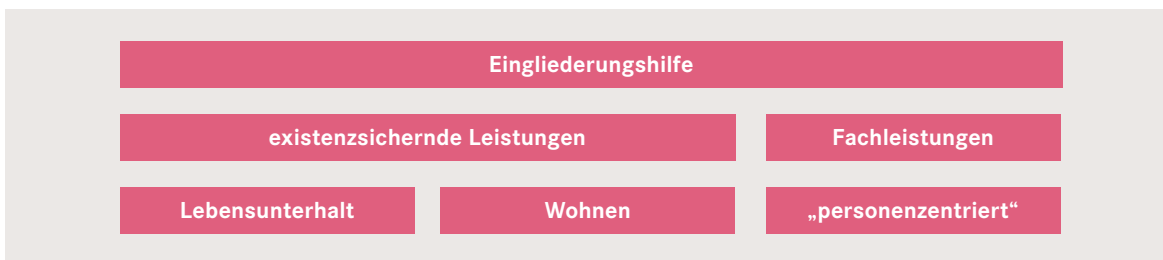 Eingliederungshilfe
existenzsichernde Leistungen
Fachleistungen
Lebensunterhalt
Wohnen
„personenzentriert“